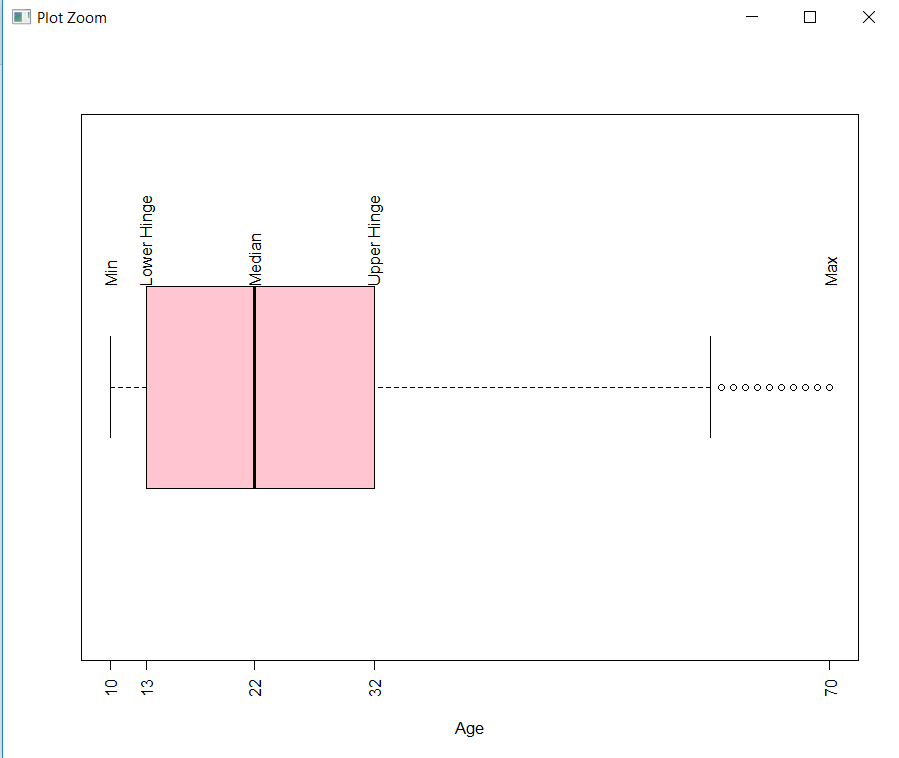 Plot Zoom
Min
Lower Hinge
Median
Upper Hinge
Max
10
13
22
32
70
Age